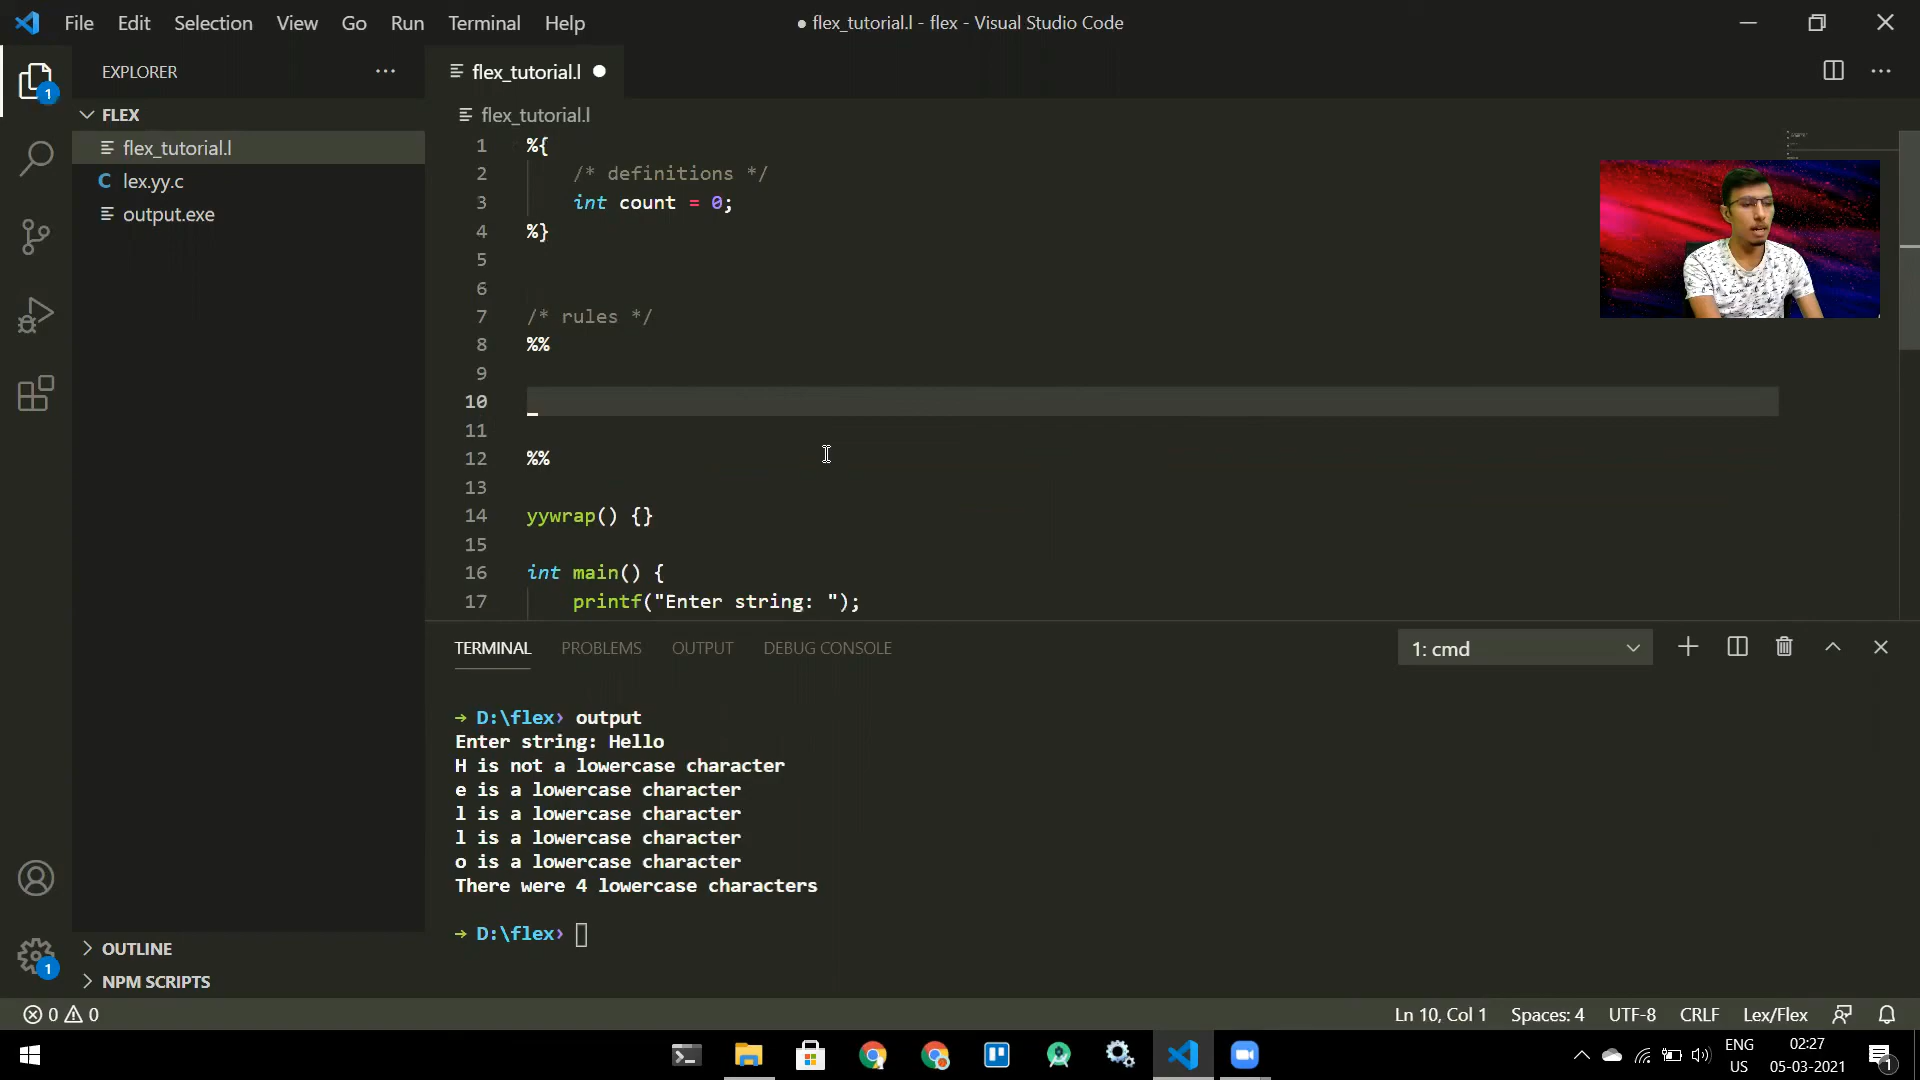 File Edit Selection View Go Run Terminal Help
● flex_tutorial.l - flex - Visual Studio Code
EXPLORER ...
flex_tutorial.l ●
1
FLEX
flex_tutorial.l
lex.yy.c
output.exe
flex_tutorial.l
1 %{
2 /* definitions */
3 int count = 0;
4 %}
5
6
7 /* rules */
8 %%
9
10
11
12 %%
13
14 yywrap() {}
15
16 int main() {
17 printf("Enter string: ");
TERMINAL PROBLEMS OUTPUT DEBUG CONSOLE
1: cmd
→ D:\flex› output
Enter string: Hello
H is not a lowercase character
e is a lowercase character
l is a lowercase character
l is a lowercase character
o is a lowercase character
There were 4 lowercase characters
→ D:\flex›
OUTLINE
NPM SCRIPTS
1
0 0
Ln 10, Col 1 Spaces: 4 UTF-8 CRLF Lex/Flex
ENG
US
02:27
05-03-2021
1